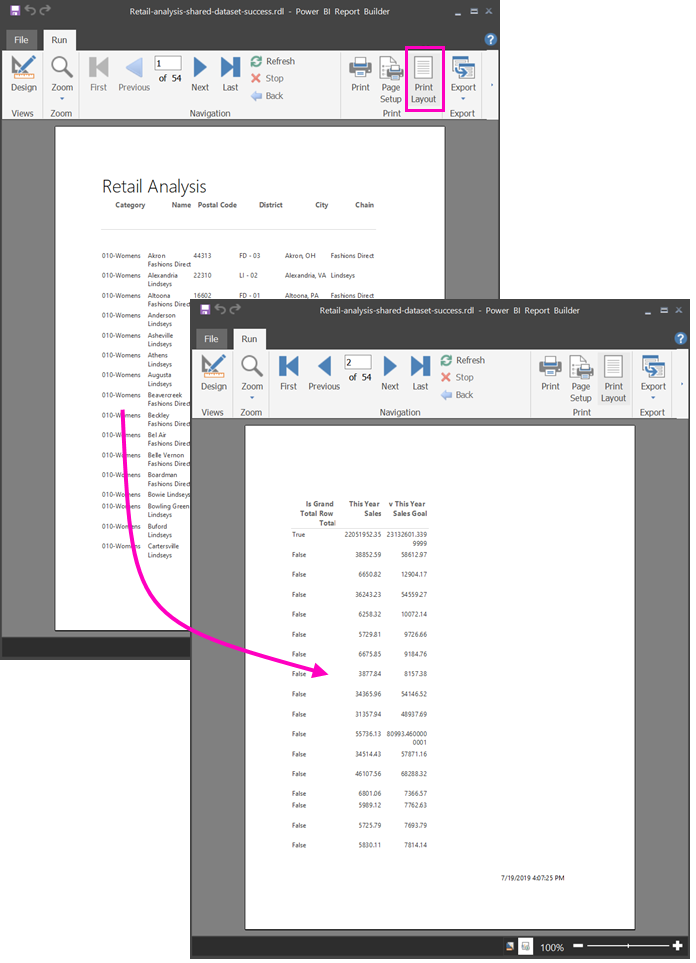 Retail-analysis-shared-dataset-success.rdl - Power BI Report Builder
File Run
1
of 54
Refresh
Stop
Back
Design Zoom First Previous Next Last Print Page Setup Print Layout Export
Views Zoom Navigation Print Export
Retail Analysis
Category Name Postal Code District City Chain
010-Womens Akron 44313 FD - 03 Akron, OH Fashions Direct
Fashions Direct
010-Womens Alexandria 22310 LI - 02 Alexandria, VA Lindseys
Lindseys
010-Womens Altoona 16602 FD - 01 Altoona, PA Fashions Direct
Fashions Direct
010-Womens Anderson
Lindseys
010-Womens Asheville
Lindseys
010-Womens Athens
Lindseys
010-Womens Augusta
Lindseys
010-Womens Beavercreek
Fashions Direct
010-Womens Beckley
Fashions Direct
010-Womens Bel Air
Fashions Direct
010-Womens Belle Vernon
Fashions Direct
010-Womens Boardman
Fashions Direct
010-Womens Bowie Lindseys
010-Womens Bowling Green
Lindseys
010-Womens Buford
Lindseys
010-Womens Cartersville
Lindseys
Retail-analysis-shared-dataset-success.rdl - Power BI Report Builder
File Run
2
of 54
Refresh
Stop
Back
Design Zoom First Previous Next Last Print Page Setup Print Layout Export
Views Zoom Navigation Print Export
Is Grand This Year v This Year
Total Row Sales Sales Goal
Total
True 22051952.35 23132601.339
9999
False 38852.59 58612.97
False 6650.82 12904.17
False 36243.23 54559.27
False 6258.32 10072.14
False 5729.81 9726.66
False 6675.85 9184.76
False 3877.84 8157.38
False 34365.96 54146.52
False 31357.94 48937.69
False 55736.13 80993.460000
0001
False 34514.43 57871.16
False 46107.56 68288.32
False 6801.06 7366.57
False 5989.12 7762.63
False 5725.79 7693.79
False 5830.11 7814.14
7/19/2019 4:07:25 PM
100%